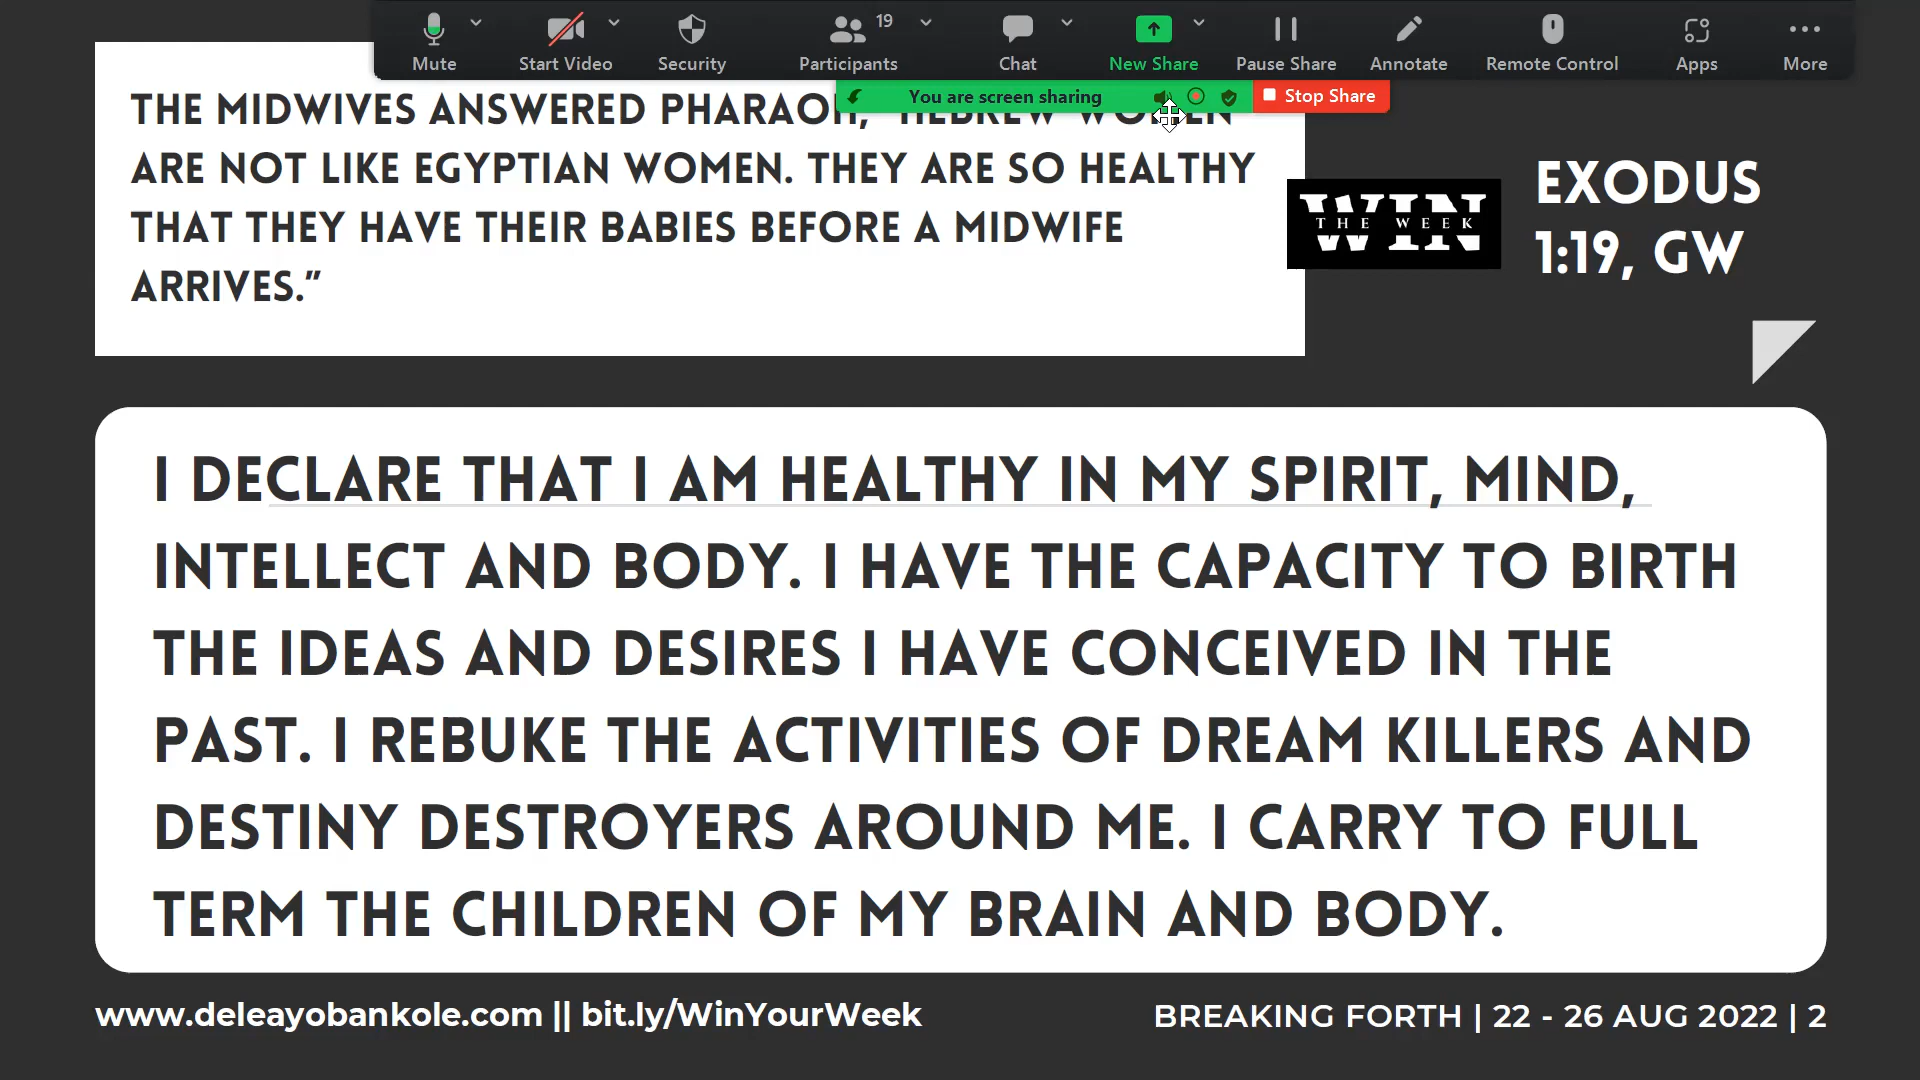 Mute
Start Video
Security
Participants
19
Chat
New Share
Pause Share
Annotate
Remote Control
Apps
More
You are screen sharing
Stop Share
THE MIDWIVES ANSWERED PHARAOH, "HEBREW WOMEN
ARE NOT LIKE EGYPTIAN WOMEN. THEY ARE SO HEALTHY
THAT THEY HAVE THEIR BABIES BEFORE A MIDWIFE
ARRIVES.”
WIN
THE WEEK
EXODUS
1:19, GW
I DECLARE THAT I AM HEALTHY IN MY SPIRIT, MIND,
INTELLECT AND BODY. I HAVE THE CAPACITY TO BIRTH
THE IDEAS AND DESIRES I HAVE CONCEIVED IN THE
PAST. I REBUKE THE ACTIVITIES OF DREAM KILLERS AND
DESTINY DESTROYERS AROUND ME. I CARRY TO FULL
TERM THE CHILDREN OF MY BRAIN AND BODY.
www.deleayobankole.com || bit.ly/WinYourWeek
BREAKING FORTH | 22 - 26 AUG 2022 | 2